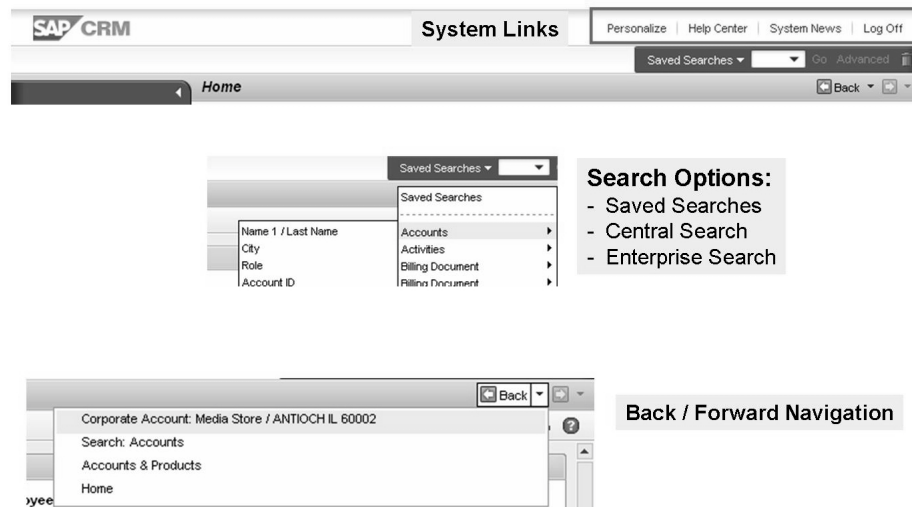 SAP CRM
System Links
Personalize | Help Center | System News | Log Off
Saved Searches Go Advanced
Home
Back
Saved Searches
Saved Searches
Name 1 / Last Name
City
Role
Account ID
Accounts
Activities
Billing Document
Billing Document
Search Options:
- Saved Searches
- Central Search
- Enterprise Search
Back
Corporate Account: Media Store / ANTIOCH IL 60002
Search: Accounts
Accounts & Products
Home
Back / Forward Navigation